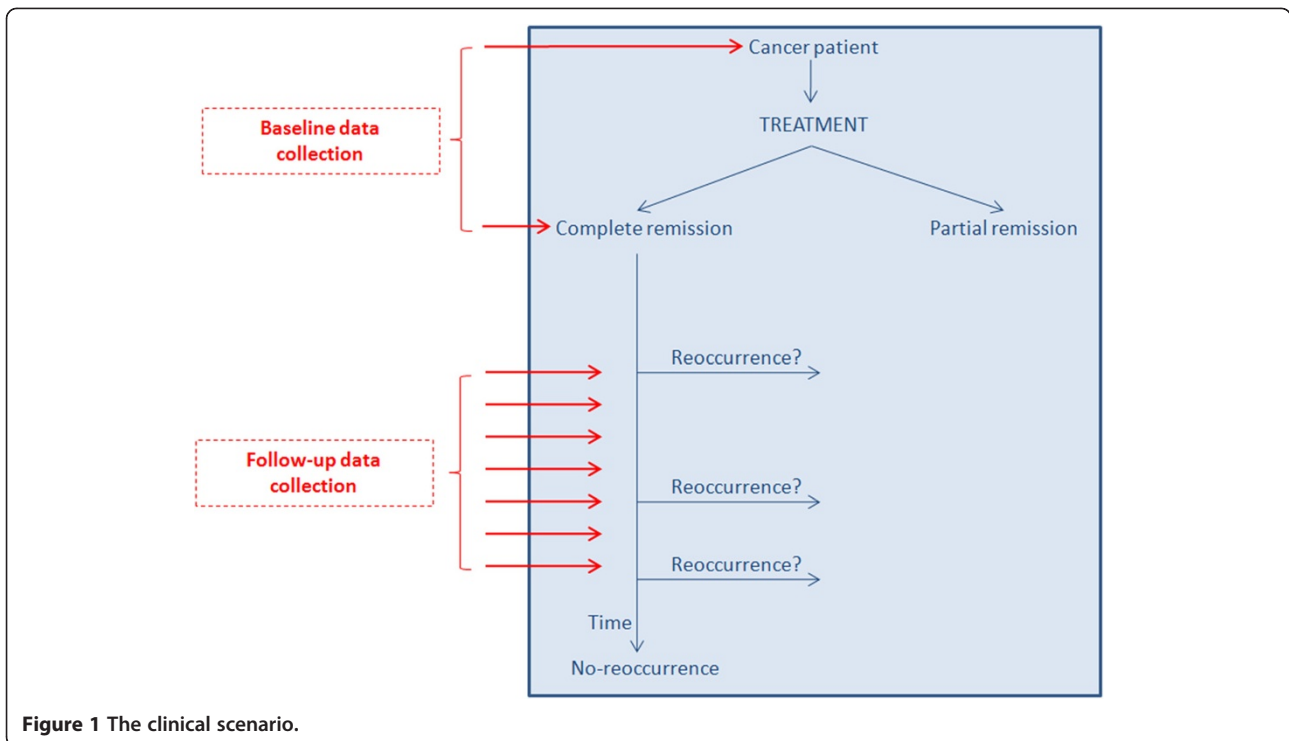 Cancer patient
Baseline data
collection
TREATMENT
Complete remission
Partial remission
Reoccurrence?
Follow-up data
collection
Reoccurrence?
Reoccurrence?
Time
No-reoccurrence
Figure 1 The clinical scenario.